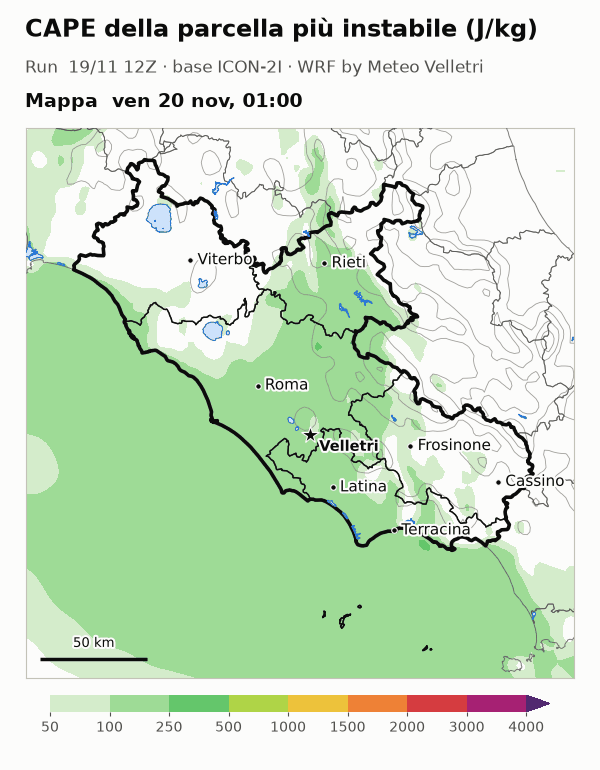 CAPE della parcella più instabile (J/kg)
Run  19/11 12Z · base ICON-2I · WRF by Meteo Velletri
Mappa  ven 20 nov, 01:00
Viterbo
Rieti
Roma
Velletri
Frosinone
Latina
Cassino
Terracina
50 km
50 100 250 500 1000 1500 2000 3000 4000